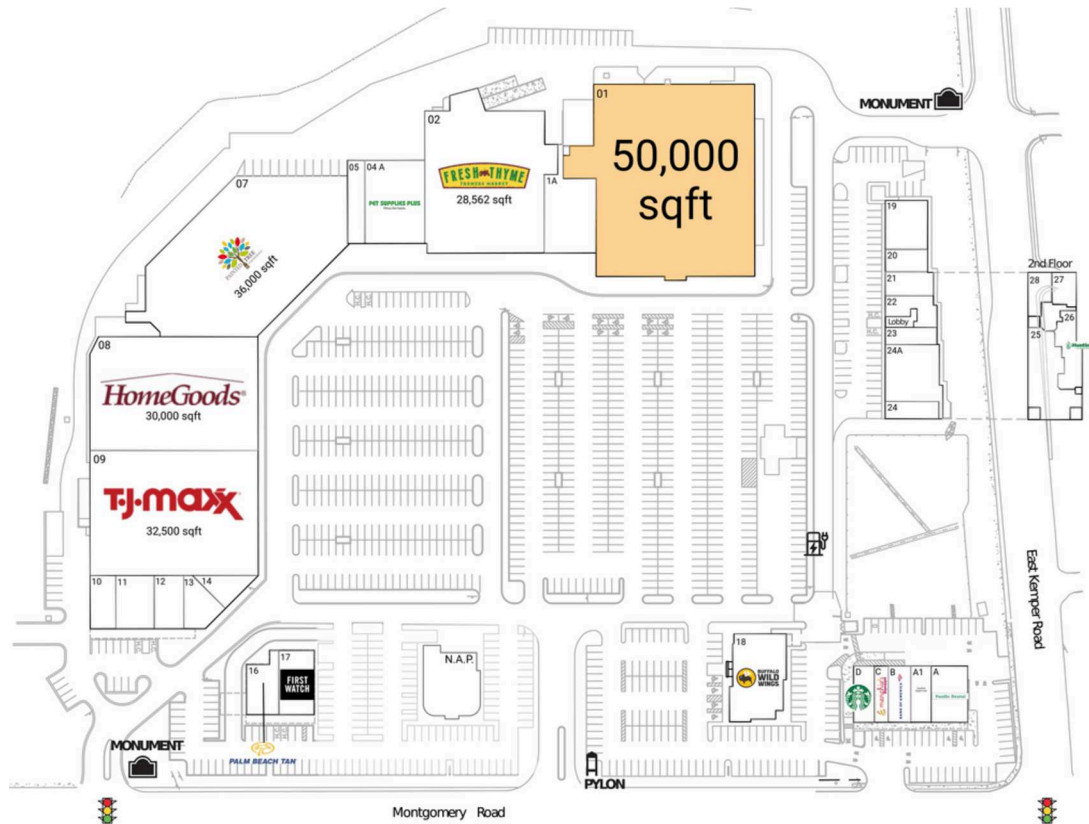 MONUMENT
01
50,000
sqft
02
FRESH THYME
FARMERS MARKET
28,562 sqft
1A
05
04 A
PET SUPPLIES PLUS
07
36,000 sqft
08
HomeGoods
30,000 sqft
09
T·J·maxx
32,500 sqft
10
11
12
13
14
19
20
21
22
Lobby
23
24A
24
2nd Floor
28
27
26
25
East Kemper Road
16
17
FIRST
WATCH
PALM BEACH TAN
N.A.P.
18
BUFFALO
WILD
WINGS
D
C
B
A1
A
MONUMENT
PYLON
Montgomery Road